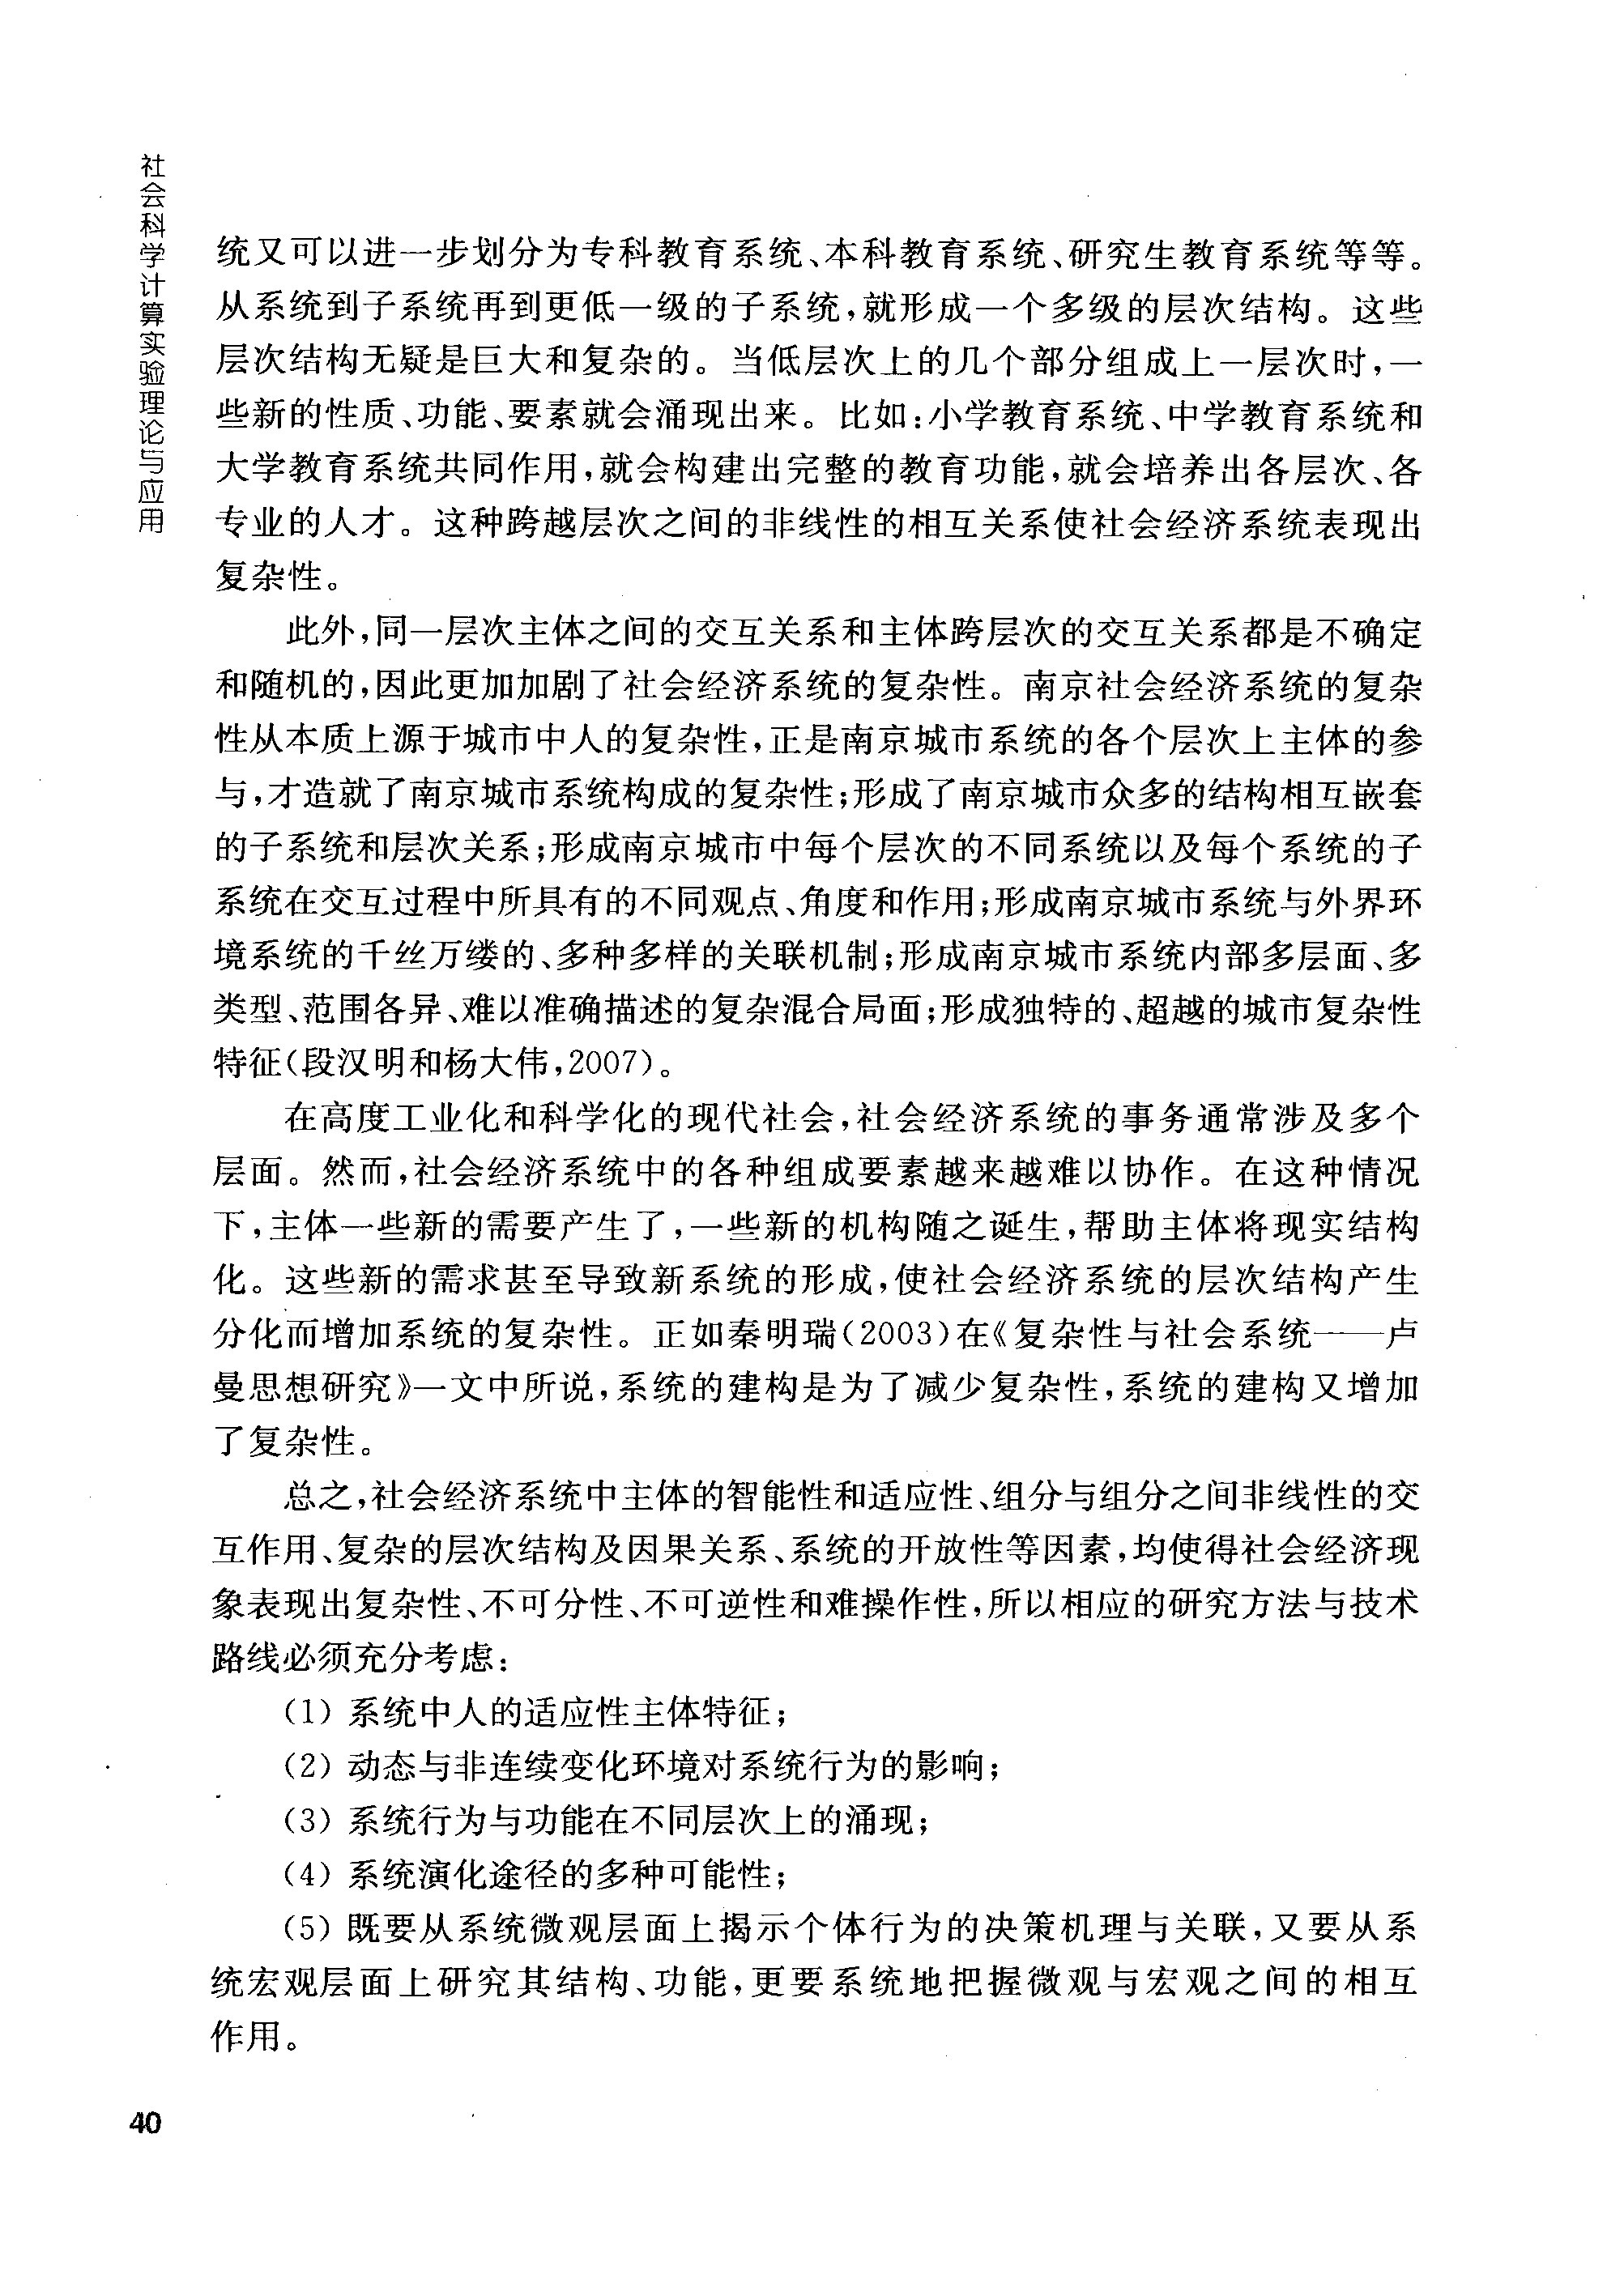 社会科学计算实验理论与应用
统又可以进一步划分为专科教育系统、本科教育系统、研究生教育系统等等。
从系统到子系统再到更低一级的子系统,就形成一个多级的层次结构。这些
层次结构无疑是巨大和复杂的。当低层次上的几个部分组成上一层次时,一
些新的性质、功能、要素就会涌现出来。比如:小学教育系统、中学教育系统和
大学教育系统共同作用,就会构建出完整的教育功能,就会培养出各层次、各
专业的人才。这种跨越层次之间的非线性的相互关系使社会经济系统表现出
复杂性。
此外,同一层次主体之间的交互关系和主体跨层次的交互关系都是不确定
和随机的,因此更加加剧了社会经济系统的复杂性。南京社会经济系统的复杂
性从本质上源于城市中人的复杂性,正是南京城市系统的各个层次上主体的参
与,才造就了南京城市系统构成的复杂性;形成了南京城市众多的结构相互嵌套
的子系统和层次关系;形成南京城市中每个层次的不同系统以及每个系统的子
系统在交互过程中所具有的不同观点、角度和作用;形成南京城市系统与外界环
境系统的千丝万缕的、多种多样的关联机制;形成南京城市系统内部多层面、多
类型、范围各异、难以准确描述的复杂混合局面;形成独特的、超越的城市复杂性
特征(段汉明和杨大伟,2007)。
在高度工业化和科学化的现代社会,社会经济系统的事务通常涉及多个
层面。然而,社会经济系统中的各种组成要素越来越难以协作。在这种情况
下,主体一些新的需要产生了,一些新的机构随之诞生,帮助主体将现实结构
化。这些新的需求甚至导致新系统的形成,使社会经济系统的层次结构产生
分化而增加系统的复杂性。正如秦明瑞(2003)在《复杂性与社会系统——卢
曼思想研究》一文中所说,系统的建构是为了减少复杂性,系统的建构又增加
了复杂性。
总之,社会经济系统中主体的智能性和适应性、组分与组分之间非线性的交
互作用、复杂的层次结构及因果关系、系统的开放性等因素,均使得社会经济现
象表现出复杂性、不可分性、不可逆性和难操作性,所以相应的研究方法与技术
路线必须充分考虑:
(1) 系统中人的适应性主体特征;
(2) 动态与非连续变化环境对系统行为的影响;
(3) 系统行为与功能在不同层次上的涌现;
(4) 系统演化途径的多种可能性;
(5) 既要从系统微观层面上揭示个体行为的决策机理与关联,又要从系
统宏观层面上研究其结构、功能,更要系统地把握微观与宏观之间的相互
作用。
40